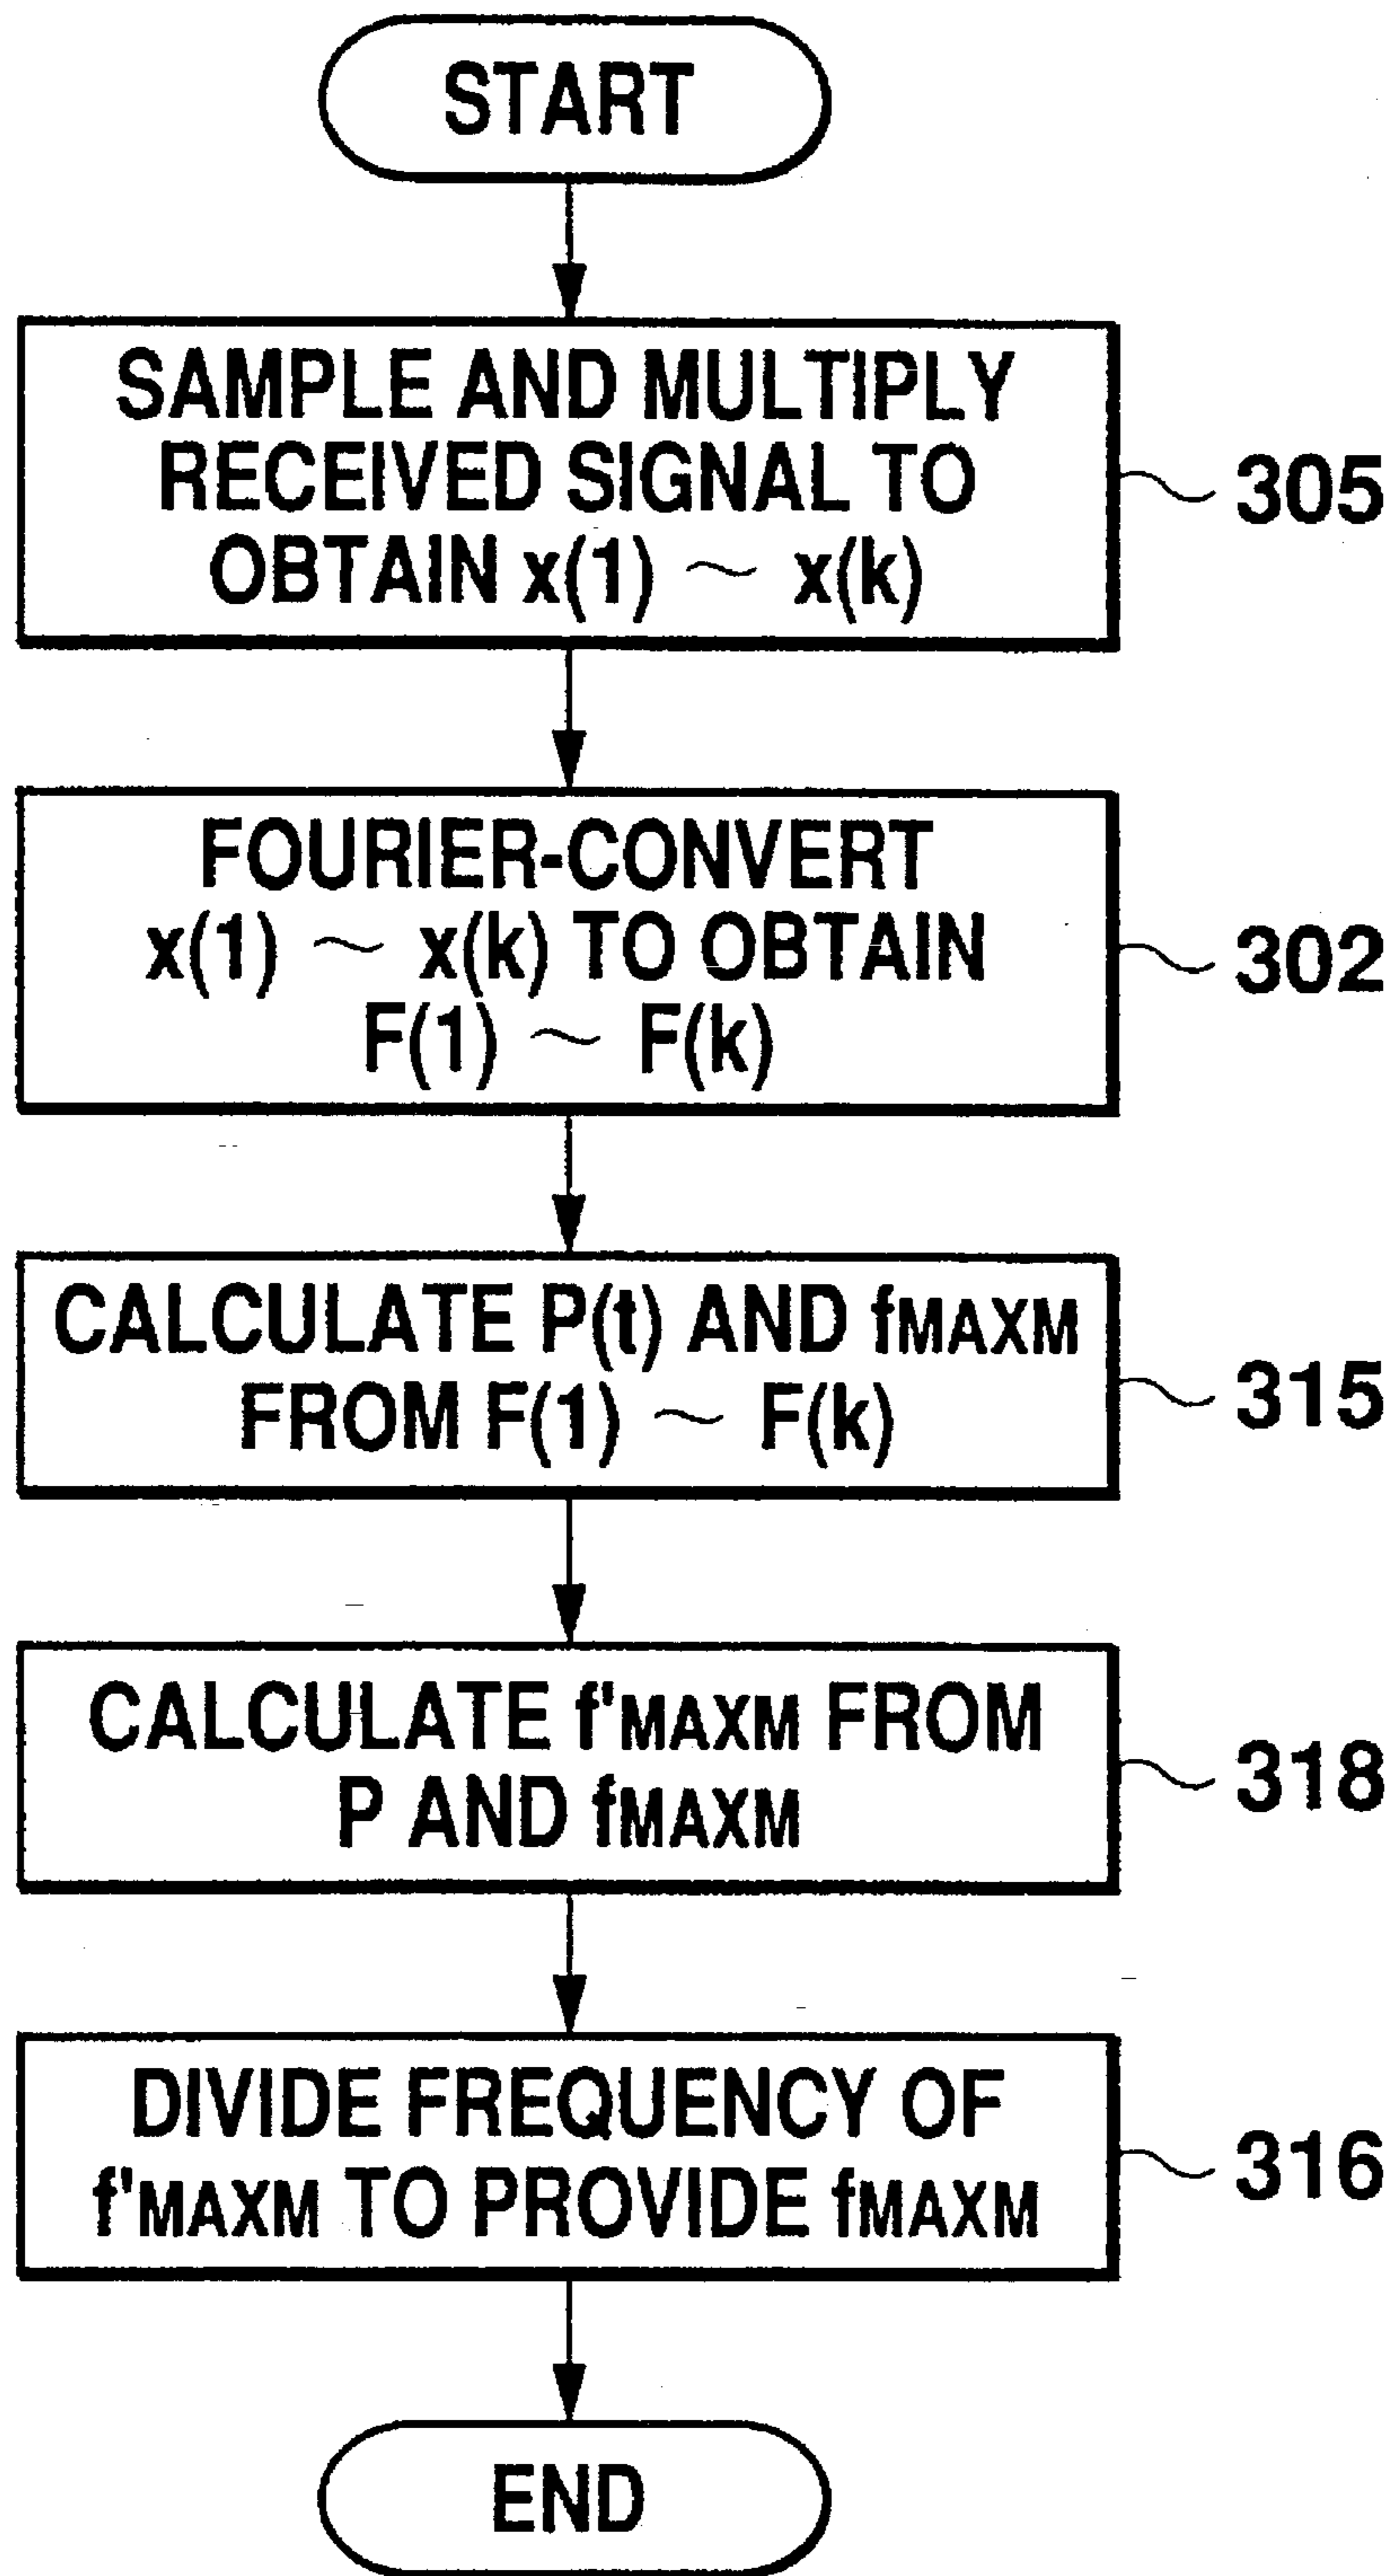 START
SAMPLE AND MULTIPLY
RECEIVED SIGNAL TO
OBTAIN x(1) ~ x(k)
305
FOURIER-CONVERT
x(1) ~ x(k) TO OBTAIN
F(1) ~ F(k)
302
CALCULATE P(t) AND fMAXM
FROM F(1) ~ F(k)
315
CALCULATE f'MAXM FROM
P AND fMAXM
318
DIVIDE FREQUENCY OF
f'MAXM TO PROVIDE fMAXM
316
END